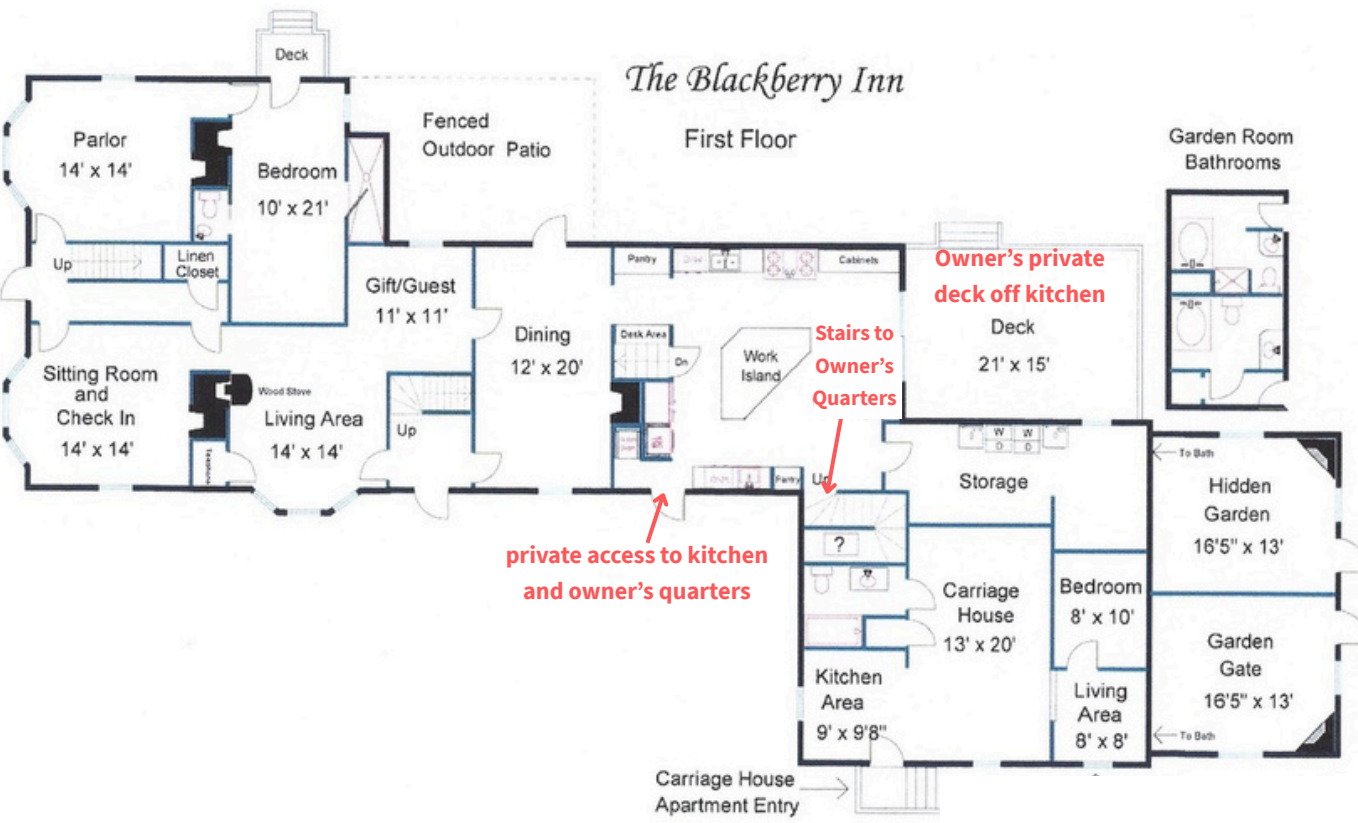 The Blackberry Inn
First Floor
Deck
Parlor
14' x 14'
Bedroom
10' x 21'
Fenced
Outdoor Patio
Garden Room
Bathrooms
Up
Linen
Closet
Gift/Guest
11' x 11'
Dining
12' x 20'
Pantry
D/W
Cabinets
Desk Area
Dn
Work
Island
Owner's private
deck off kitchen
Deck
21' x 15'
Stairs to
Owner's
Quarters
Sitting Room
and
Check In
14' x 14'
Wood Stove
Living Area
14' x 14'
Up
Pantry
Up
private access to kitchen
and owner's quarters
W
D
W
D
Storage
To Bath
Hidden
Garden
16'5" x 13'
?
Carriage
House
13' x 20'
Bedroom
8' x 10'
Garden
Gate
16'5" x 13'
To Bath
Kitchen
Area
9' x 9'8"
Living
Area
8' x 8'
Carriage House
Apartment Entry